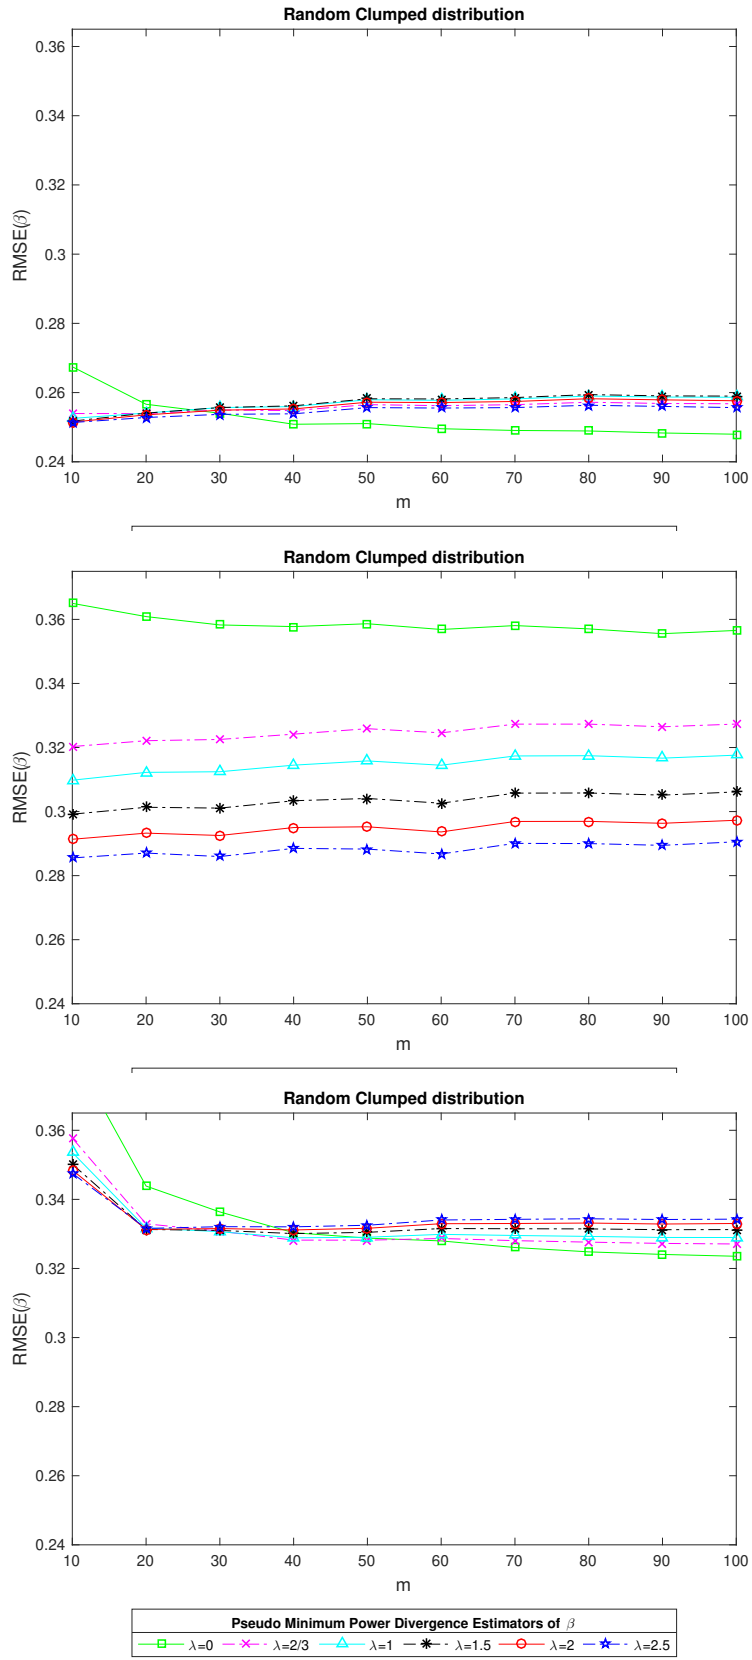 Random Clumped distribution
0.36
0.34
0.32
0.3
0.28
0.26
0.24
RMSE(β)
10 20 30 40 50 60 70 80 90 100
m
Random Clumped distribution
0.36
0.34
0.32
0.3
0.28
0.26
0.24
RMSE(β)
10 20 30 40 50 60 70 80 90 100
m
Random Clumped distribution
0.36
0.34
0.32
0.3
0.28
0.26
0.24
RMSE(β)
10 20 30 40 50 60 70 80 90 100
m
Pseudo Minimum Power Divergence Estimators of β
λ=0 λ=2/3 λ=1 λ=1.5 λ=2 λ=2.5